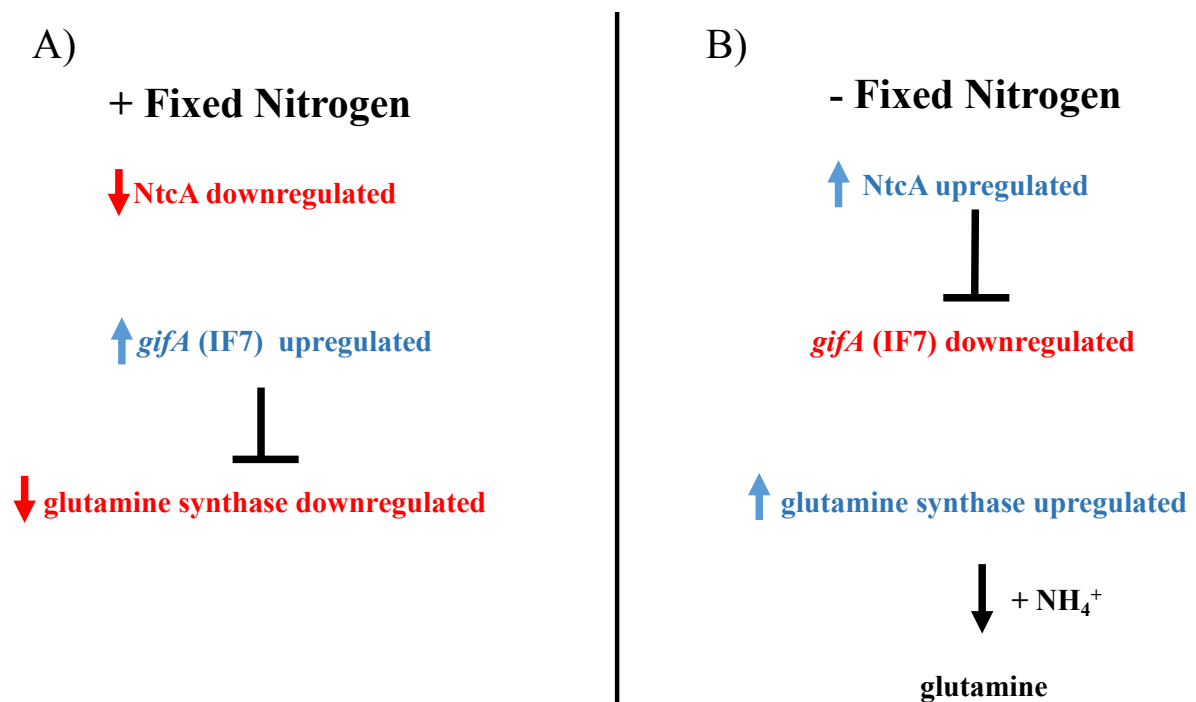 A)
+ Fixed Nitrogen
NtcA downregulated
gifA (IF7) upregulated
glutamine synthase downregulated
B)
- Fixed Nitrogen
NtcA upregulated
gifA (IF7) downregulated
glutamine synthase upregulated
+ NH₄⁺
glutamine